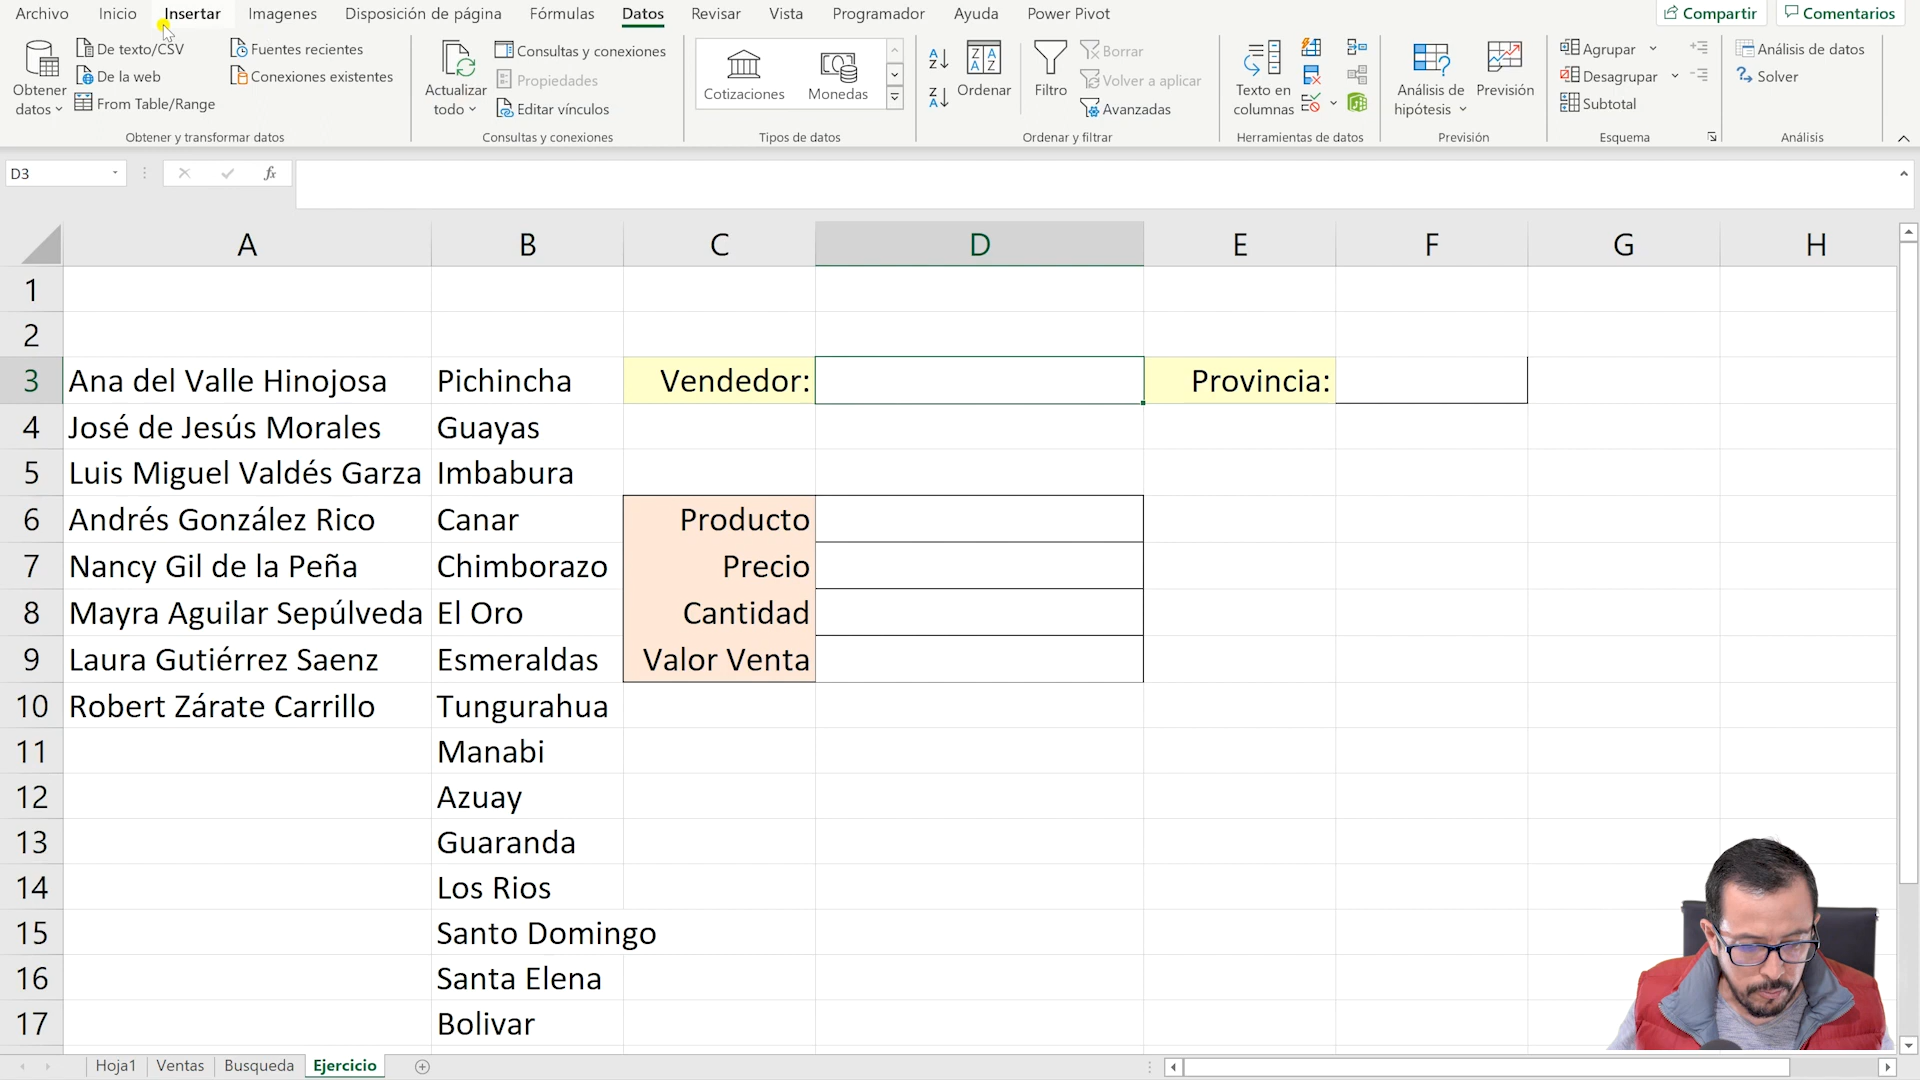 Archivo Inicio Insertar Imagenes Disposición de página Fórmulas Datos Revisar Vista Programador Ayuda Power Pivot Compartir Comentarios
Obtener datos
De texto/CSV
De la web
From Table/Range
Fuentes recientes
Conexiones existentes
Obtener y transformar datos
Actualizar todo
Consultas y conexiones
Propiedades
Editar vínculos
Consultas y conexiones
Cotizaciones Monedas
Tipos de datos
Ordenar
Filtro
Borrar
Volver a aplicar
Avanzadas
Ordenar y filtrar
Texto en columnas
Herramientas de datos
Análisis de hipótesis
Previsión
Previsión
Agrupar
Desagrupar
Subtotal
Esquema
Análisis de datos
Solver
Análisis
D3 fx
A B C D E F G H
1
2
3 Ana del Valle Hinojosa Pichincha Vendedor: Provincia:
4 José de Jesús Morales Guayas
5 Luis Miguel Valdés Garza Imbabura
6 Andrés González Rico Canar Producto
7 Nancy Gil de la Peña Chimborazo Precio
8 Mayra Aguilar Sepúlveda El Oro Cantidad
9 Laura Gutiérrez Saenz Esmeraldas Valor Venta
10 Robert Zárate Carrillo Tungurahua
11 Manabi
12 Azuay
13 Guaranda
14 Los Rios
15 Santo Domingo
16 Santa Elena
17 Bolivar
Hoja1 Ventas Busqueda Ejercicio